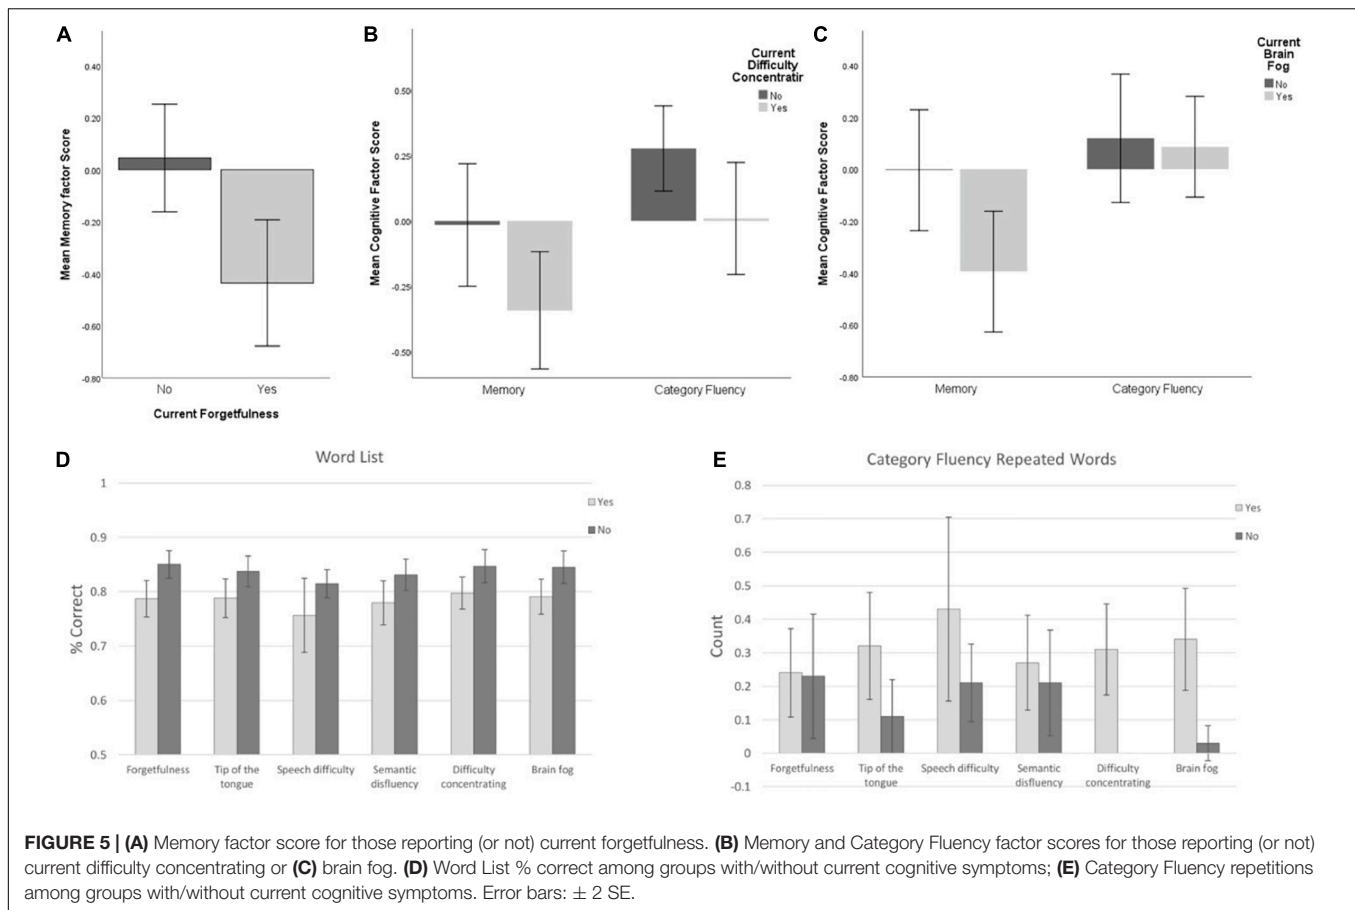 A
Mean Memory factor Score
0.40
0.20
0.00
-0.20
-0.40
-0.60
-0.80
No
Yes
Current Forgetfulness
B
Mean Cognitive Factor Score
0.50
0.25
0.00
-0.25
-0.50
Memory
Category Fluency
Current
Difficulty
Concentratir
No
Yes
C
Mean Cognitive Factor Score
0.40
0.20
0.00
-0.20
-0.40
-0.60
-0.80
Memory
Category Fluency
Current
Brain
Fog
No
Yes
D
Word List
% Correct
1
0.9
0.8
0.7
0.8
0.5
Forgetfulness
Tip of the
tongue
Speech difficulty
Semantic
disfluency
Difficulty
concentrating
Brain fog
Yes
No
E
Category Fluency Repeated Words
Count
0.8
0.7
0.6
0.5
0.4
0.3
0.2
0.1
0
-0.1
Forgetfulness
Tip of the
tongue
Speech difficulty
Semantic
disfluency
Difficulty
concentrating
Brain fog
Yes
No
FIGURE 5 | (A) Memory factor score for those reporting (or not) current forgetfulness. (B) Memory and Category Fluency factor scores for those reporting (or not)
current difficulty concentrating or (C) brain fog. (D) Word List % correct among groups with/without current cognitive symptoms; (E) Category Fluency repetitions
among groups with/without current cognitive symptoms. Error bars: ± 2 SE.